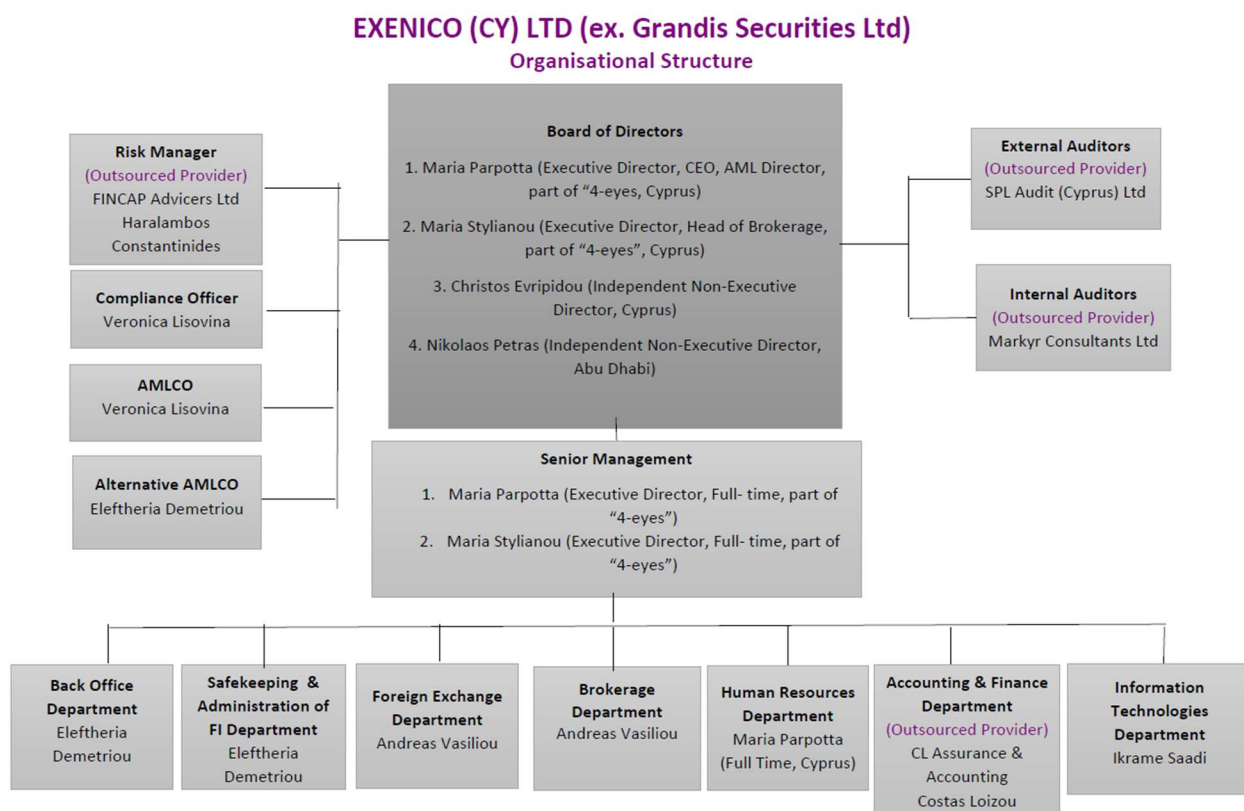 EXENICO (CY) LTD (ex. Grandis Securities Ltd)
Organisational Structure
Board of Directors
1. Maria Parpotta (Executive Director, CEO, AML Director,
part of “4-eyes, Cyprus)
2. Maria Stylianou (Executive Director, Head of Brokerage,
part of “4-eyes”, Cyprus)
3. Christos Evripidou (Independent Non-Executive
Director, Cyprus)
4. Nikolaos Petras (Independent Non-Executive Director,
Abu Dhabi)
Risk Manager
(Outsourced Provider)
FINCAP Advicers Ltd
Haralambos
Constantinides
Compliance Officer
Veronica Lisovina
AMLCO
Veronica Lisovina
Alternative AMLCO
Eleftheria Demetriou
External Auditors
(Outsourced Provider)
SPL Audit (Cyprus) Ltd
Internal Auditors
(Outsourced Provider)
Markyr Consultants Ltd
Senior Management
1. Maria Parpotta (Executive Director, Full- time, part of
“4-eyes”)
2. Maria Stylianou (Executive Director, Full- time, part of
“4-eyes”)
Back Office
Department
Eleftheria
Demetriou
Safekeeping &
Administration of
FI Department
Eleftheria
Demetriou
Foreign Exchange
Department
Andreas Vasiliou
Brokerage
Department
Andreas Vasiliou
Human Resources
Department
Maria Parpotta
(Full Time, Cyprus)
Accounting & Finance
Department
(Outsourced Provider)
CL Assurance &
Accounting
Costas Loizou
Information
Technologies
Department
Ikrame Saadi